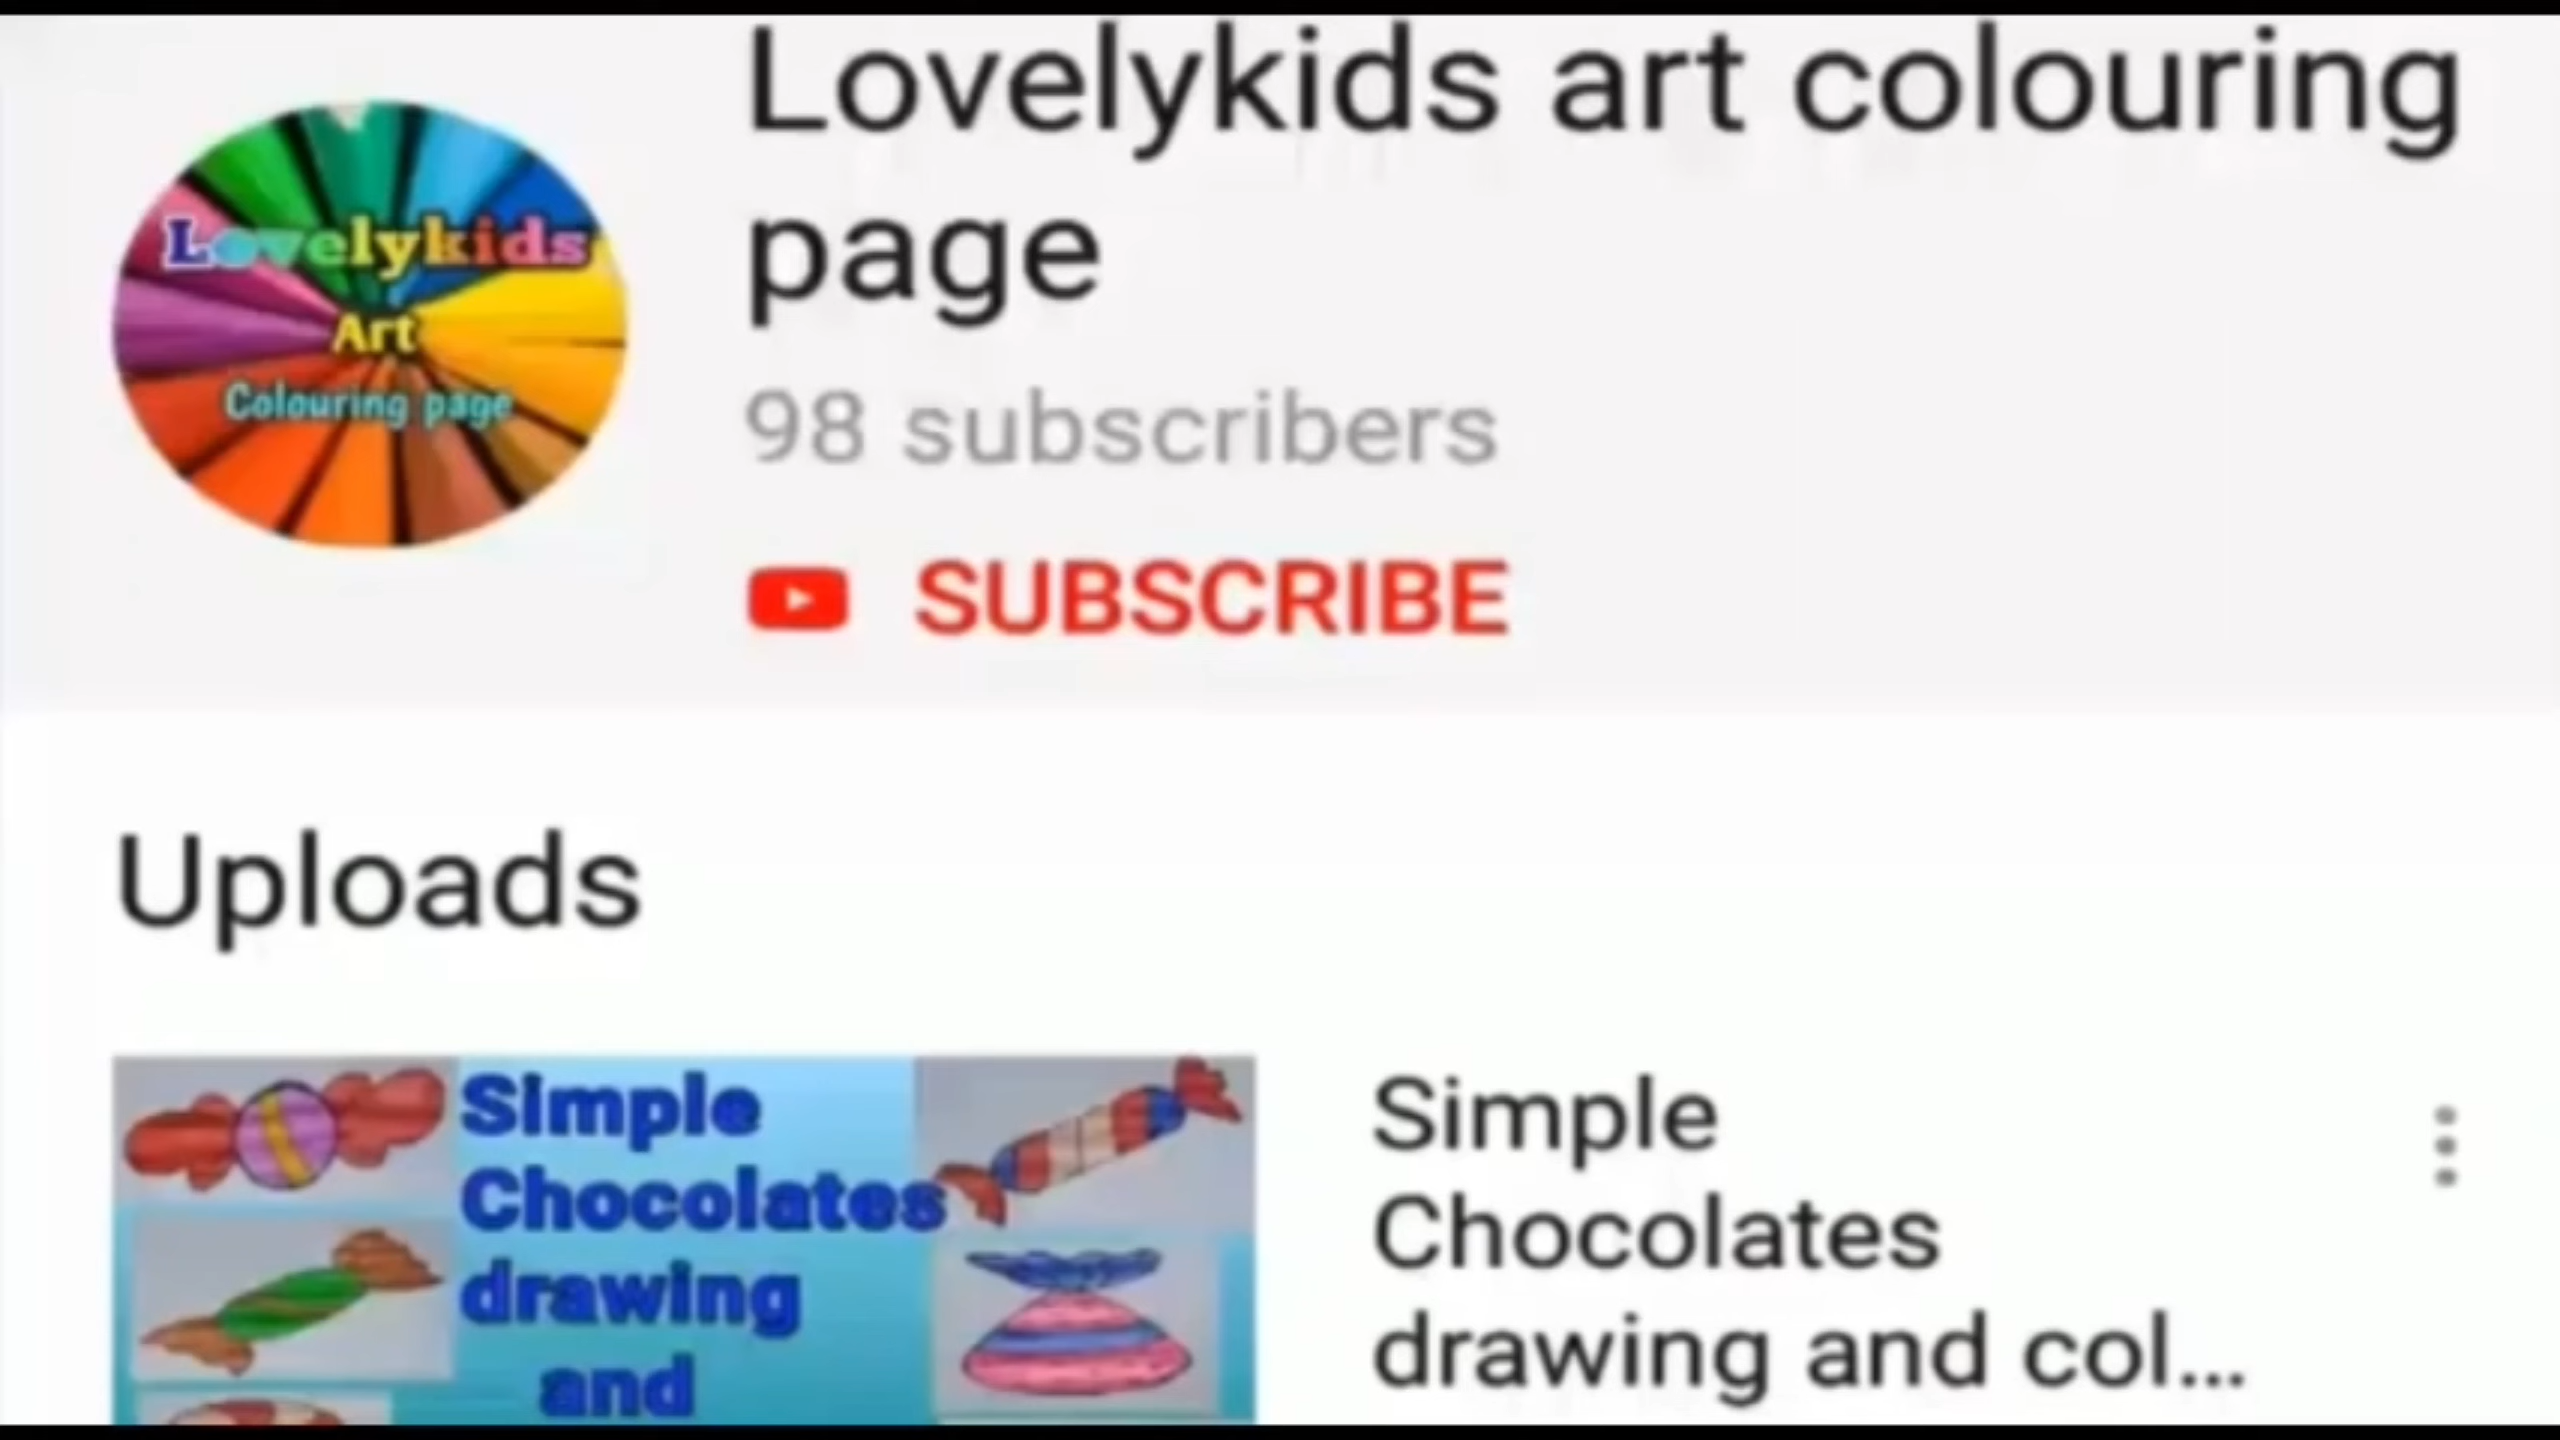 Lovelykids art colouring
page
98 subscribers
SUBSCRIBE
Lovelykids
Art
Colouring page
Uploads
Simple
Chocolates
drawing
and
Simple
Chocolates
drawing and col...